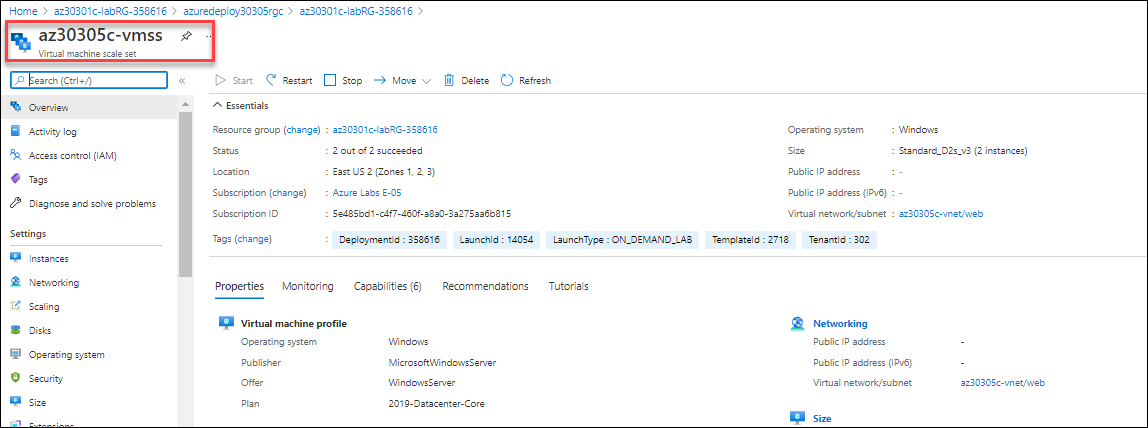 Home > az30301c-labRG-358616 > azuredeploy30305rgc > az30301c-labRG-358616 >
az30305c-vmss ...
Virtual machine scale set
Search (Ctrl+/) «
Overview
Activity log
Access control (IAM)
Tags
Diagnose and solve problems
Settings
Instances
Networking
Scaling
Disks
Operating system
Security
Size
Extensions
Start Restart Stop Move Delete Refresh
Essentials
Resource group (change) : az30301c-labRG-358616
Status : 2 out of 2 succeeded
Location : East US 2 (Zones 1, 2, 3)
Subscription (change) : Azure Labs E-05
Subscription ID : 5e485bd1-c4f7-460f-a8a0-3a275aa6b815
Operating system : Windows
Size : Standard_D2s_v3 (2 instances)
Public IP address : -
Public IP address (IPv6) : -
Virtual network/subnet : az30305c-vnet/web
Tags (change) : DeploymentId : 358616 LaunchId : 14054 LaunchType : ON_DEMAND_LAB TemplateId : 2718 TenantId : 302
Properties Monitoring Capabilities (6) Recommendations Tutorials
Virtual machine profile
Operating system Windows
Publisher MicrosoftWindowsServer
Offer WindowsServer
Plan 2019-Datacenter-Core
Networking
Public IP address -
Public IP address (IPv6) -
Virtual network/subnet az30305c-vnet/web
Size